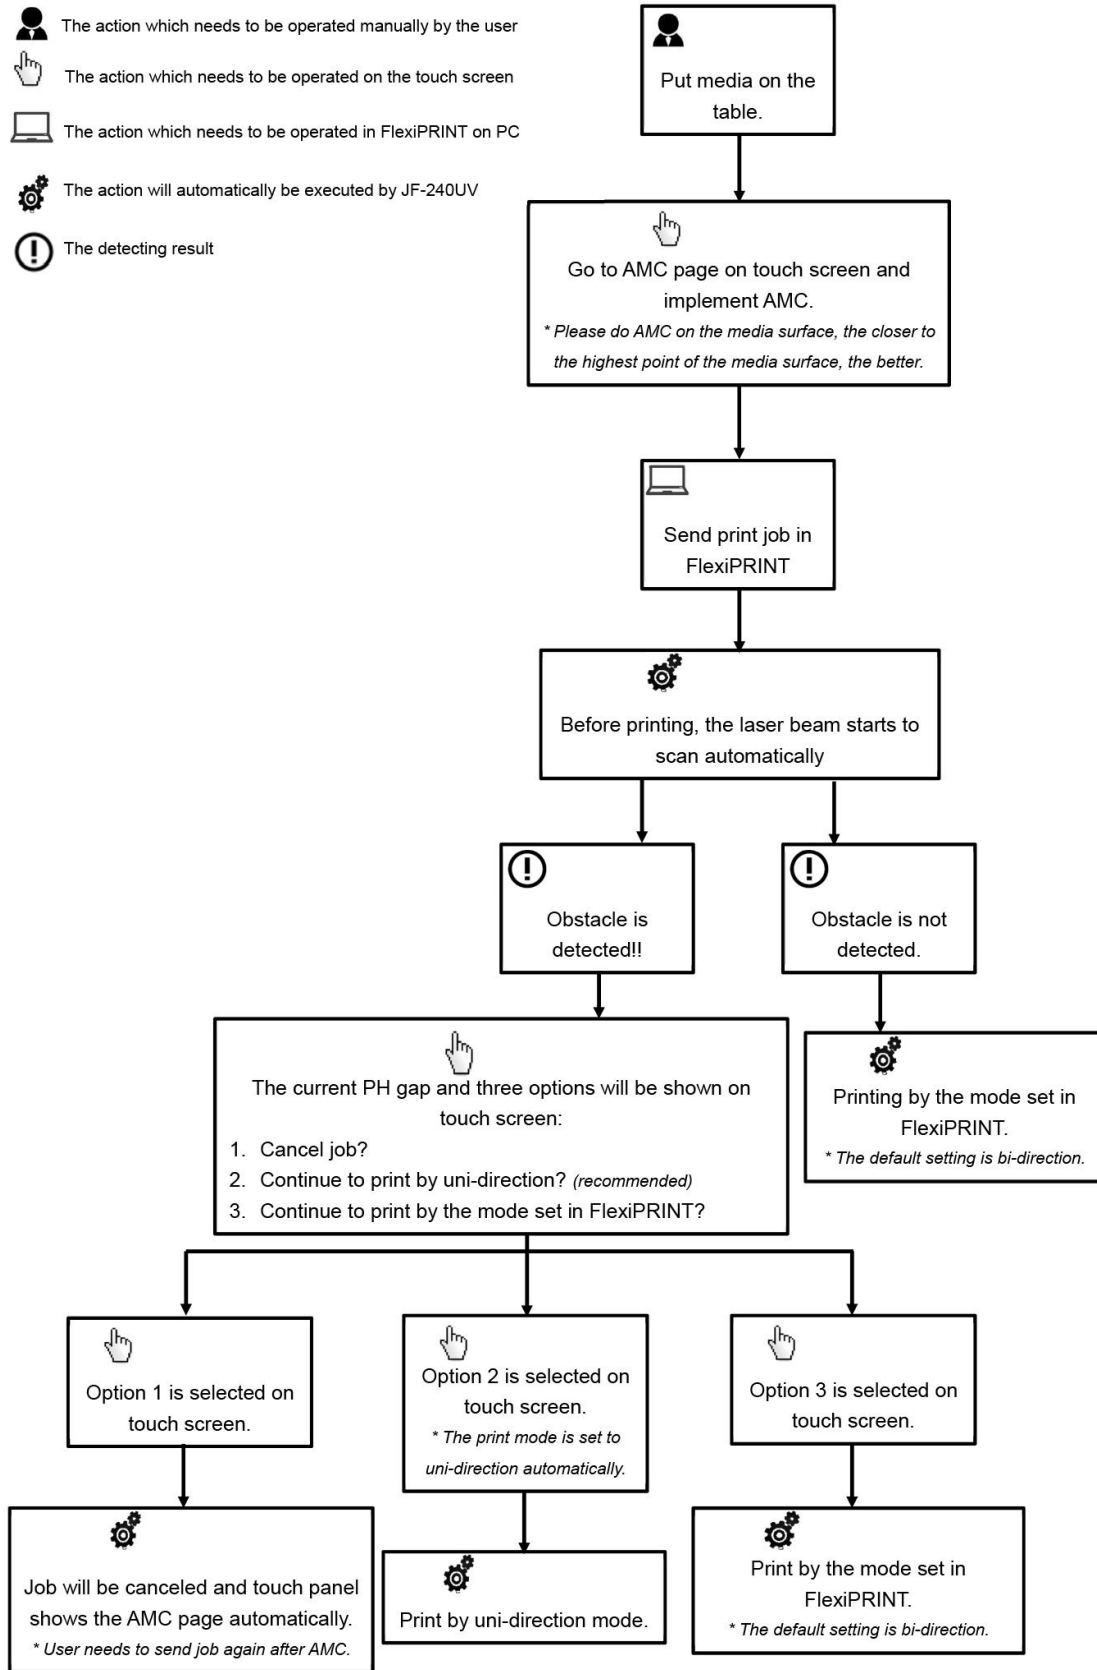 The action which needs to be operated manually by the user
The action which needs to be operated on the touch screen
The action which needs to be operated in FlexiPRINT on PC
The action will automatically be executed by JF-240UV
The detecting result
Put media on the
table.
Go to AMC page on touch screen and
implement AMC.
* Please do AMC on the media surface, the closer to
the highest point of the media surface, the better.
Send print job in
FlexiPRINT
Before printing, the laser beam starts to
scan automatically
Obstacle is
detected!!
Obstacle is not
detected.
The current PH gap and three options will be shown on
touch screen:
1. Cancel job?
2. Continue to print by uni-direction? (recommended)
3. Continue to print by the mode set in FlexiPRINT?
Printing by the mode set in
FlexiPRINT.
* The default setting is bi-direction.
Option 1 is selected on
touch screen.
Option 2 is selected on
touch screen.
* The print mode is set to
uni-direction automatically.
Option 3 is selected on
touch screen.
Job will be canceled and touch panel
shows the AMC page automatically.
* User needs to send job again after AMC.
Print by uni-direction mode.
Print by the mode set in
FlexiPRINT.
* The default setting is bi-direction.